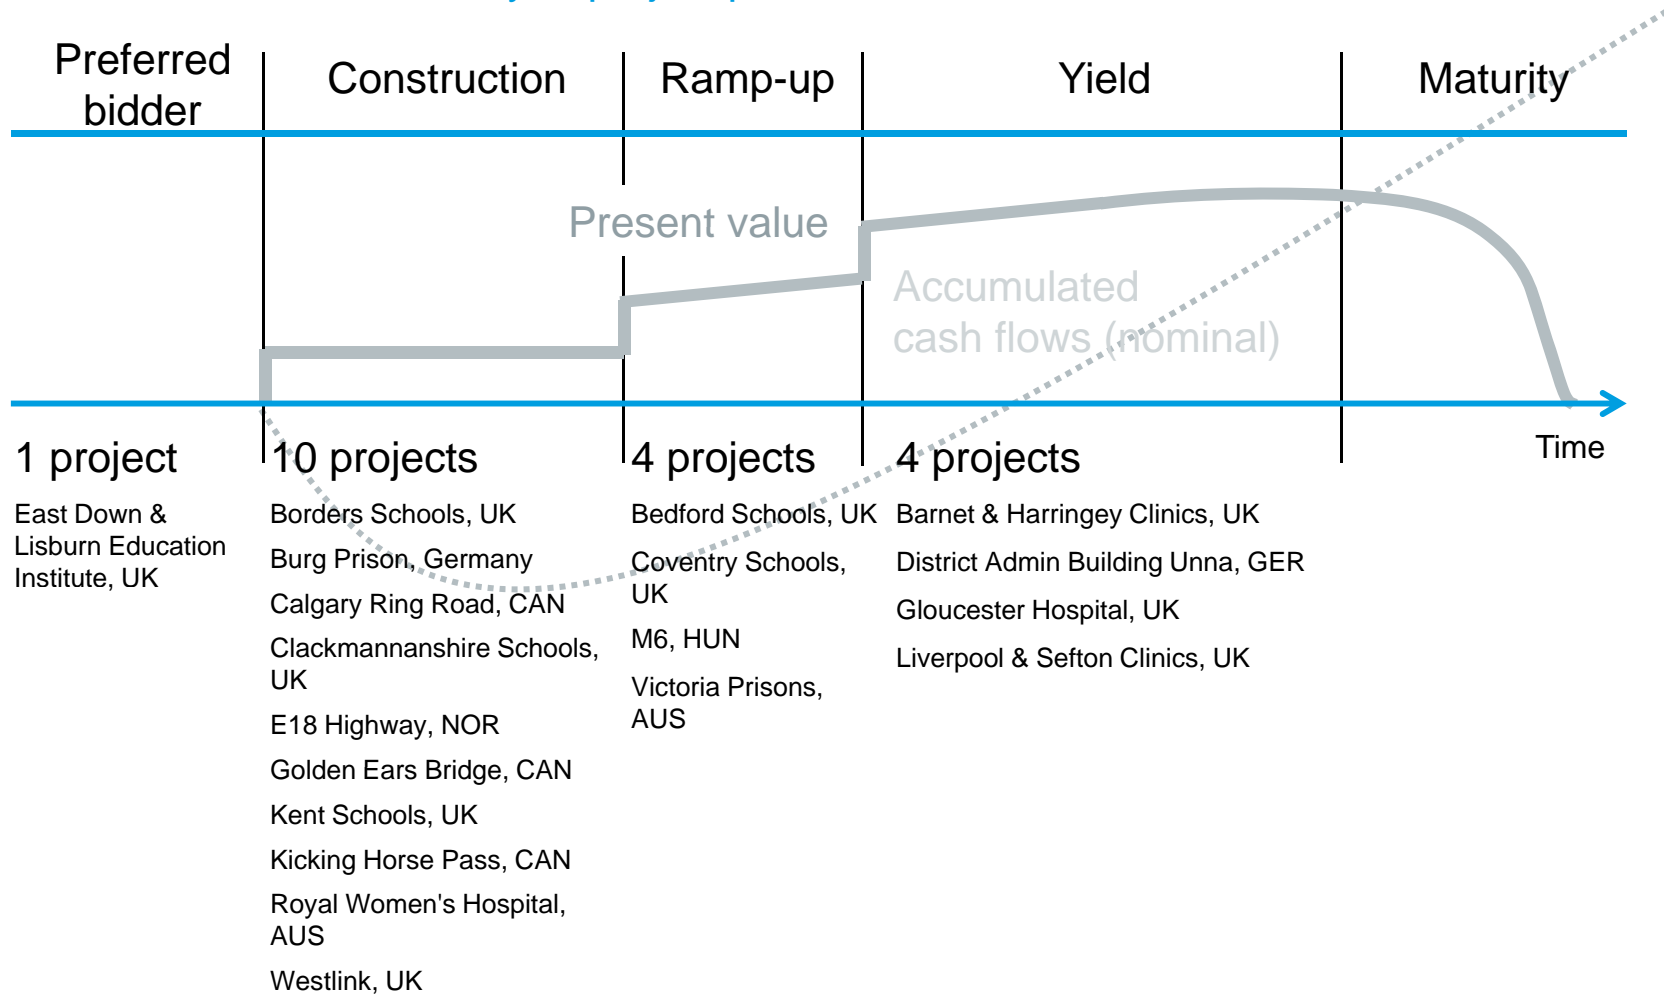 Preferred
bidder
Construction
Ramp-up
Yield
Maturity
Present value
Accumulated
cash flows (nominal)
Time
1 project
East Down &
Lisburn Education
Institute, UK
10 projects
Borders Schools, UK
Burg Prison, Germany
Calgary Ring Road, CAN
Clackmannanshire Schools,
UK
E18 Highway, NOR
Golden Ears Bridge, CAN
Kent Schools, UK
Kicking Horse Pass, CAN
Royal Women's Hospital,
AUS
Westlink, UK
4 projects
Bedford Schools, UK
Coventry Schools,
UK
M6, HUN
Victoria Prisons,
AUS
4 projects
Barnet & Harringey Clinics, UK
District Admin Building Unna, GER
Gloucester Hospital, UK
Liverpool & Sefton Clinics, UK